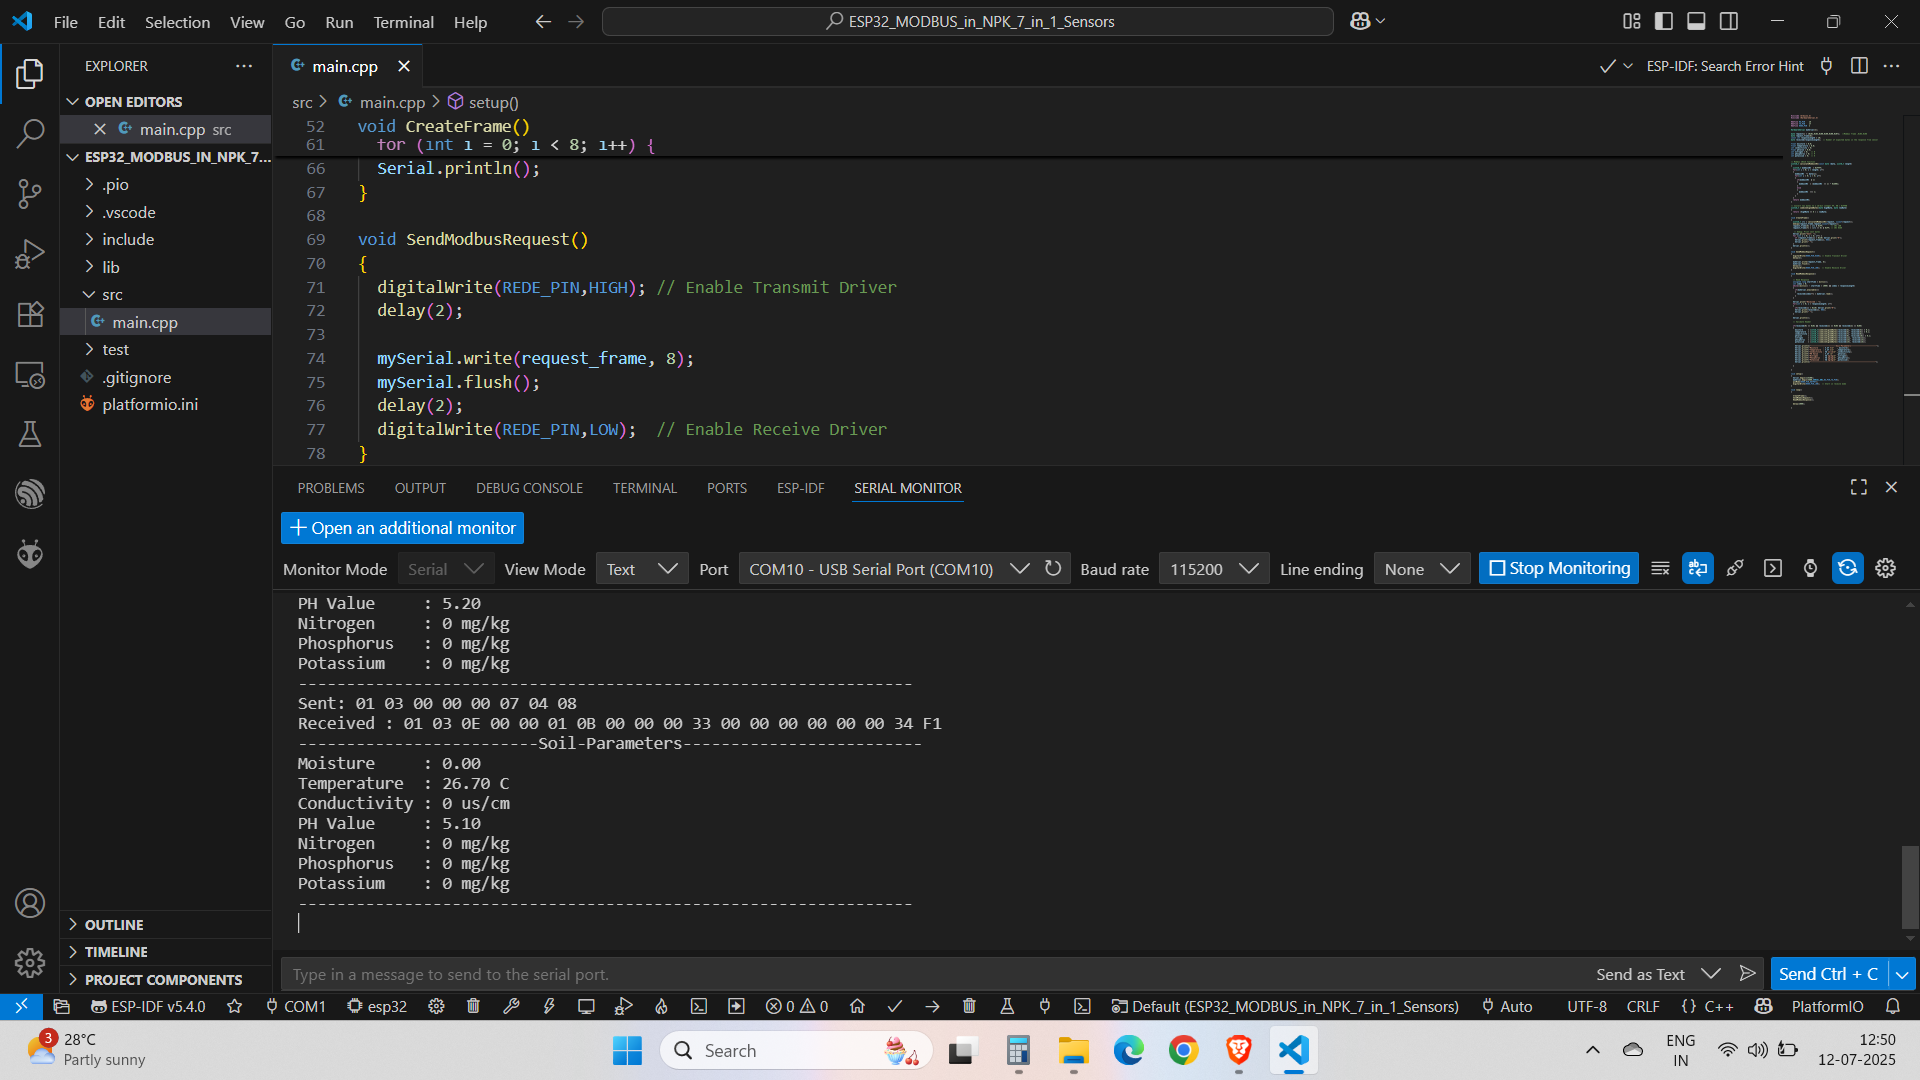 File Edit Selection View Go Run Terminal Help
ESP32_MODBUS_in_NPK_7_in_1_Sensors
EXPLORER
main.cpp
ESP-IDF: Search Error Hint
OPEN EDITORS
main.cpp src
ESP32_MODBUS_IN_NPK_7...
.pio
.vscode
include
lib
src
main.cpp
test
.gitignore
platformio.ini
OUTLINE
TIMELINE
PROJECT COMPONENTS
src > main.cpp > setup()
52 void CreateFrame()
61 for (int i = 0; i < 8; i++) {
66 Serial.println();
67 }
68
69 void SendModbusRequest()
70 {
71 digitalWrite(REDE_PIN,HIGH); // Enable Transmit Driver
72 delay(2);
73
74 mySerial.write(request_frame, 8);
75 mySerial.flush();
76 delay(2);
77 digitalWrite(REDE_PIN,LOW); // Enable Receive Driver
78 }
PROBLEMS OUTPUT DEBUG CONSOLE TERMINAL PORTS ESP-IDF SERIAL MONITOR
Open an additional monitor
Monitor Mode Serial View Mode Text Port COM10 - USB Serial Port (COM10) Baud rate 115200 Line ending None Stop Monitoring
PH Value : 5.20
Nitrogen : 0 mg/kg
Phosphorus : 0 mg/kg
Potassium : 0 mg/kg
----------------------------------------------------------------
Sent: 01 03 00 00 00 07 04 08
Received : 01 03 0E 00 00 01 0B 00 00 00 33 00 00 00 00 00 00 34 F1
-------------------------Soil-Parameters-------------------------
Moisture : 0.00
Temperature : 26.70 C
Conductivity : 0 us/cm
PH Value : 5.10
Nitrogen : 0 mg/kg
Phosphorus : 0 mg/kg
Potassium : 0 mg/kg
----------------------------------------------------------------
Type in a message to send to the serial port.
Send as Text
Send Ctrl + C
ESP-IDF v5.4.0 COM1 esp32 0 0 Default (ESP32_MODBUS_in_NPK_7_in_1_Sensors) Auto UTF-8 CRLF {} C++ PlatformIO
3
28°C
Partly sunny
Search
ENG
IN
12:50
12-07-2025